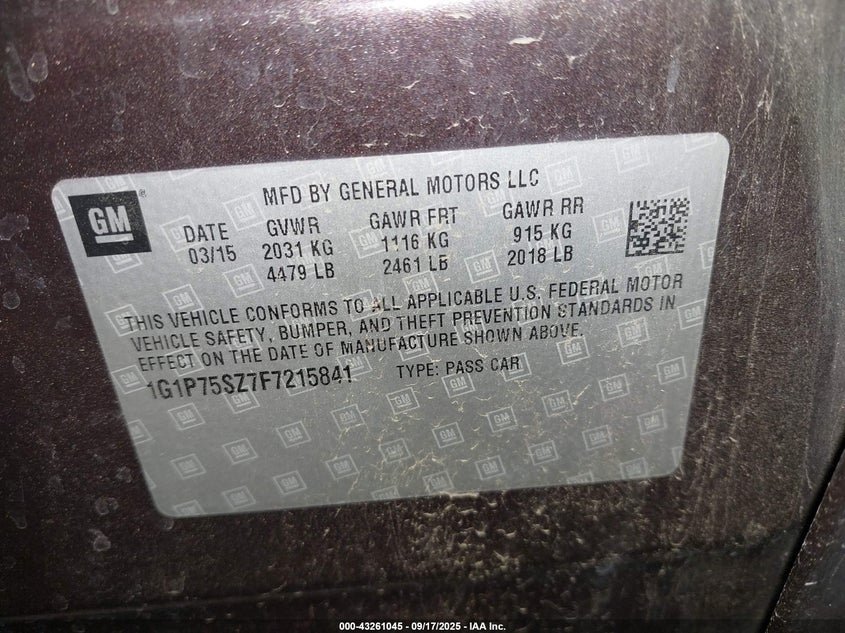 MFD BY GENERAL MOTORS LLC
GM®
DATE GVWR GAWR FRT GAWR RR
03/15 2031 KG 1116 KG 915 KG
4479 LB 2461 LB 2018 LB
THIS VEHICLE CONFORMS TO ALL APPLICABLE U.S. FEDERAL MOTOR
VEHICLE SAFETY, BUMPER, AND THEFT PREVENTION STANDARDS IN
EFFECT ON THE DATE OF MANUFACTURE SHOWN ABOVE.
1G1P75SZ7F7215841 TYPE: PASS CAR
000-43261045 - 09/17/2025 - IAA Inc.